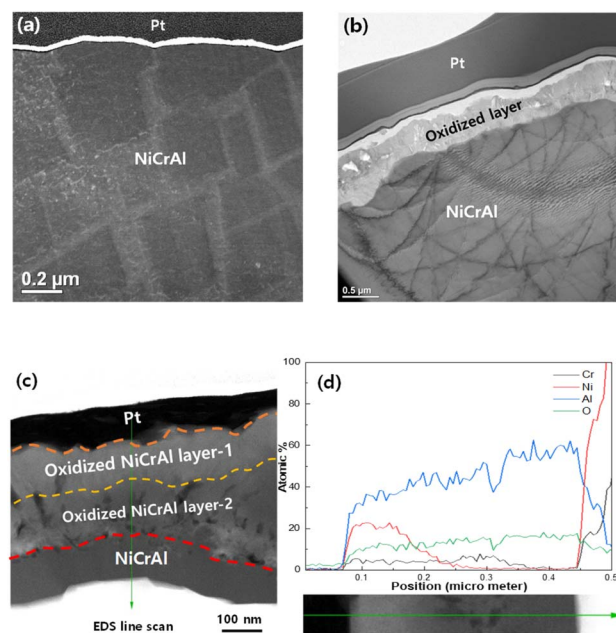 (a)
Pt
NiCrAl
0.2 μm
(b)
Pt
Oxidized layer
NiCrAl
0.5 μm
(c)
Pt
Oxidized NiCrAl layer-1
Oxidized NiCrAl layer-2
NiCrAl
EDS line scan
100 nm
(d)
Cr
Ni
Al
O
Atomic %
100
80
60
40
20
0
0.1
0.2
0.3
0.4
0.5
Position (micro meter)